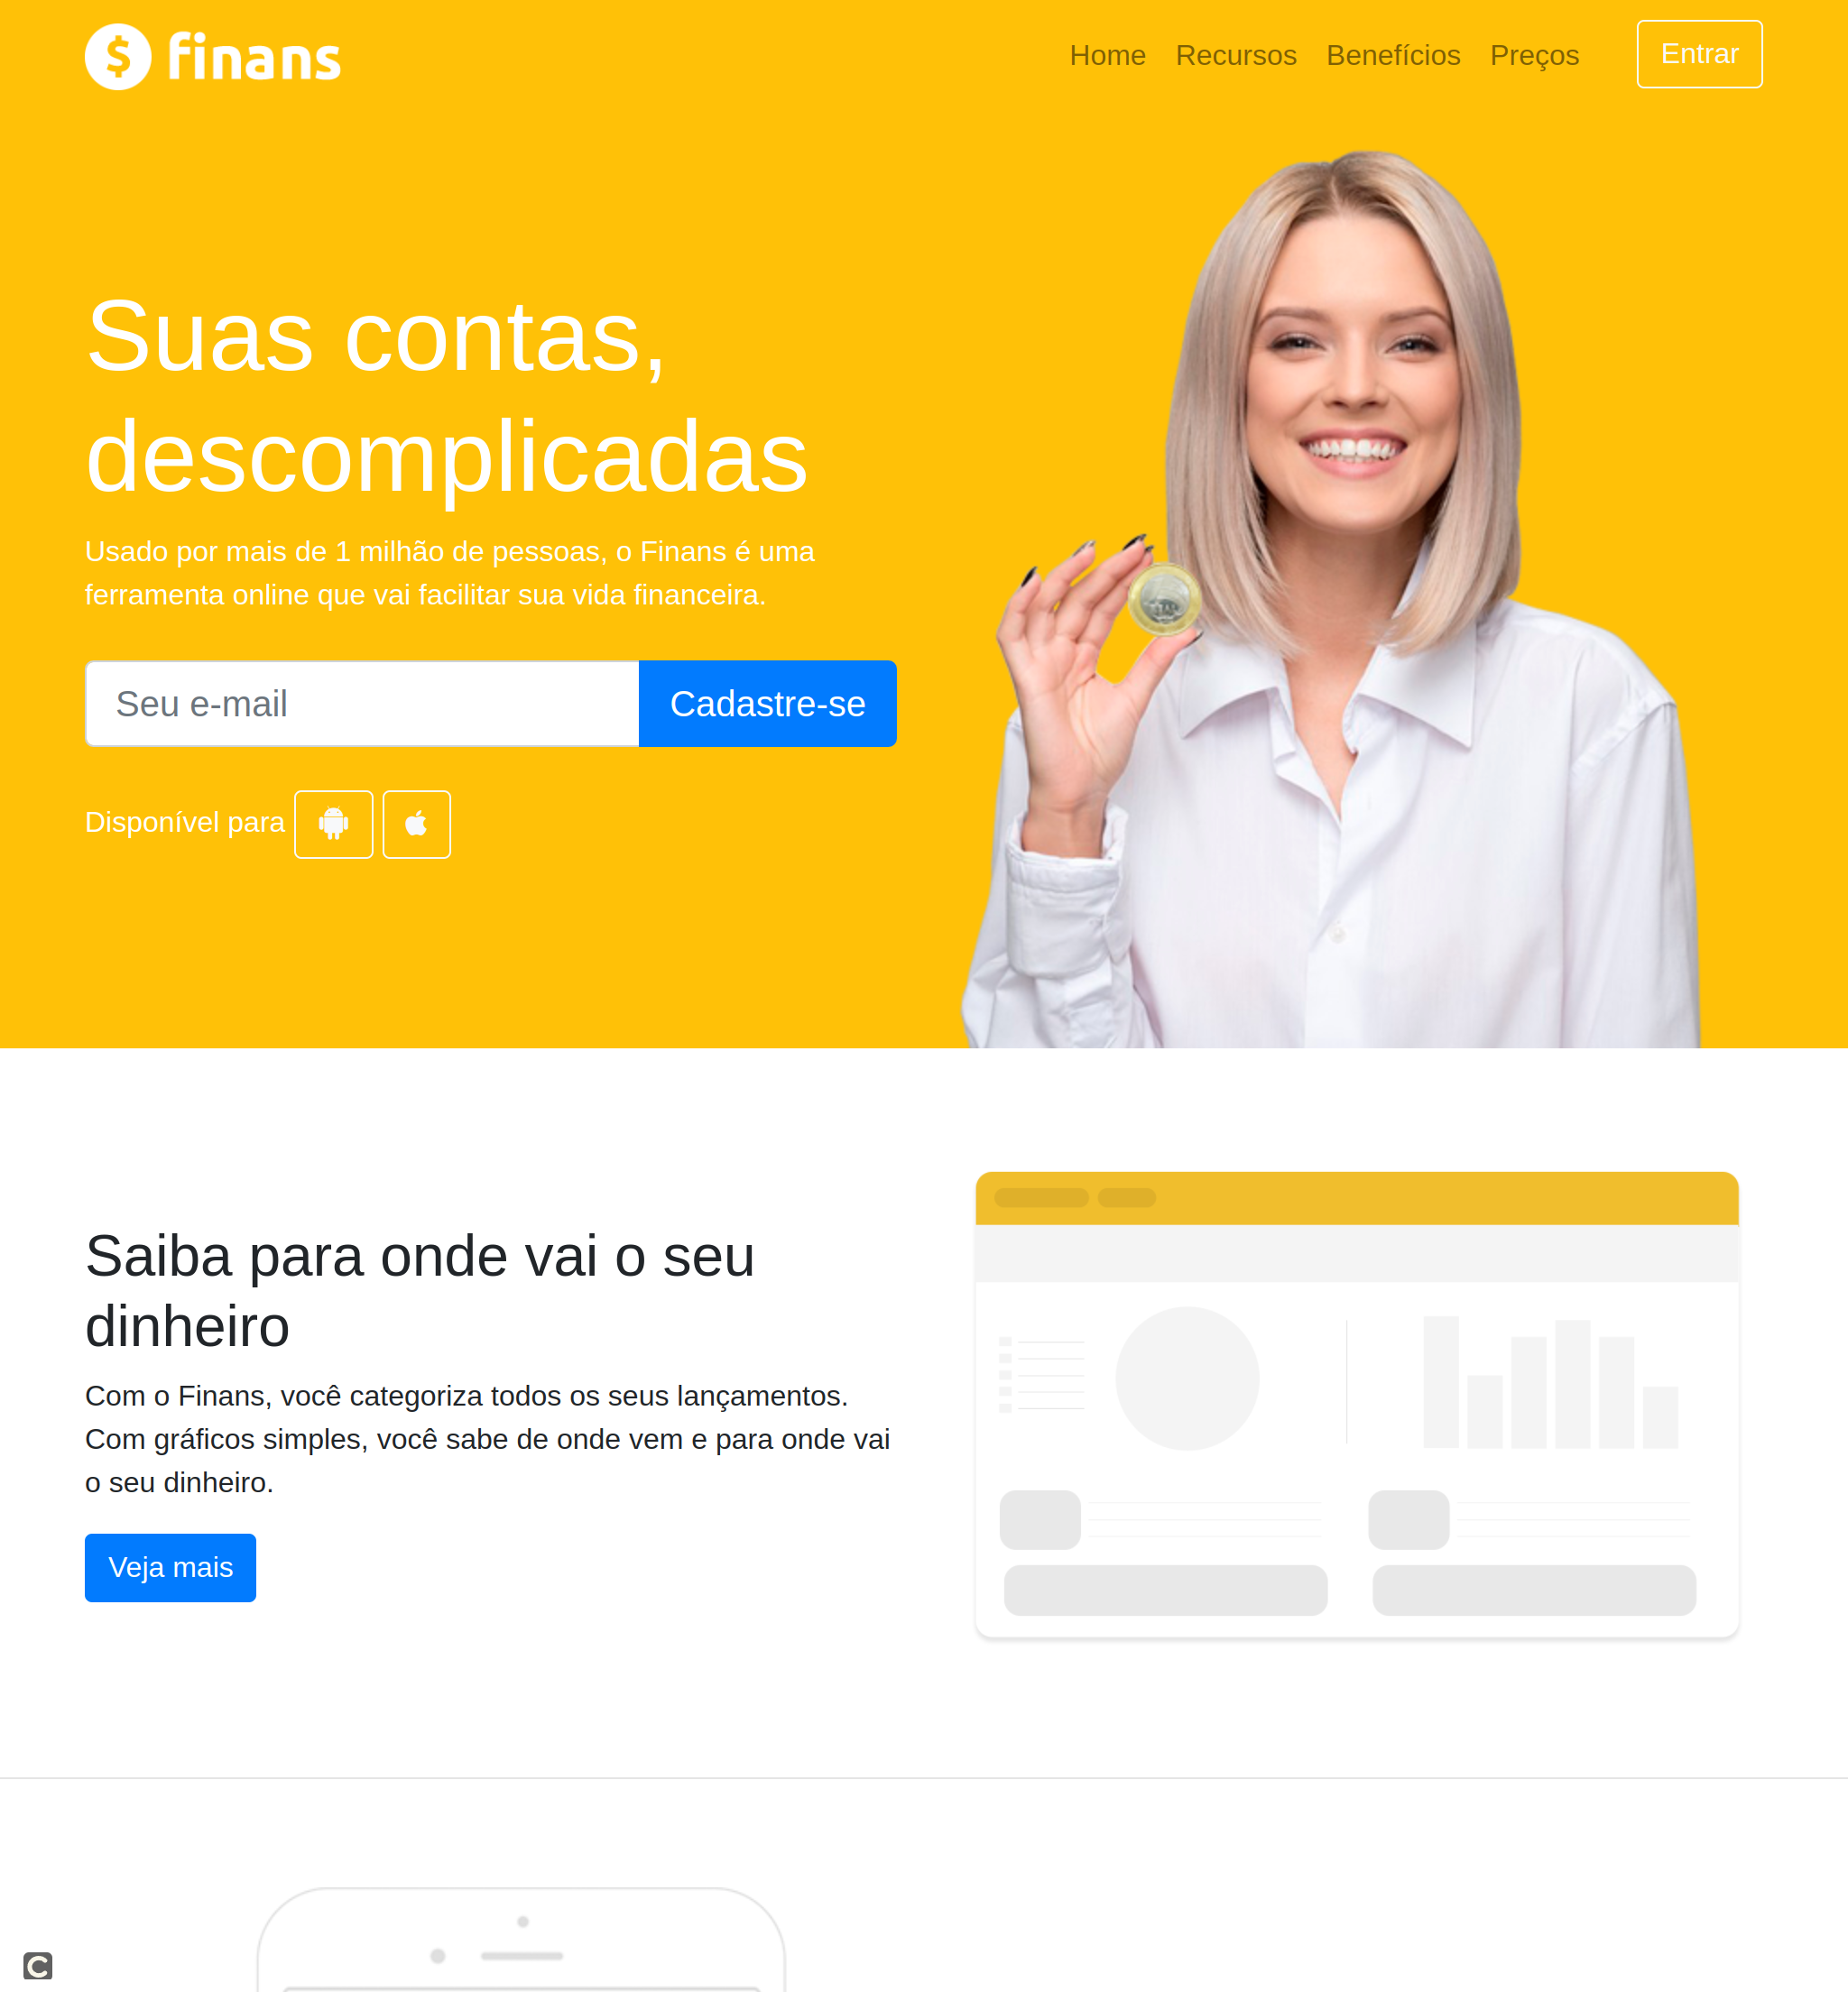 finans
Home Recursos Benefícios Preços Entrar
Suas contas,
descomplicadas
Usado por mais de 1 milhão de pessoas, o Finans é uma
ferramenta online que vai facilitar sua vida financeira.
Seu e-mail Cadastre-se
Disponível para
Saiba para onde vai o seu
dinheiro
Com o Finans, você categoriza todos os seus lançamentos.
Com gráficos simples, você sabe de onde vem e para onde vai
o seu dinheiro.
Veja mais